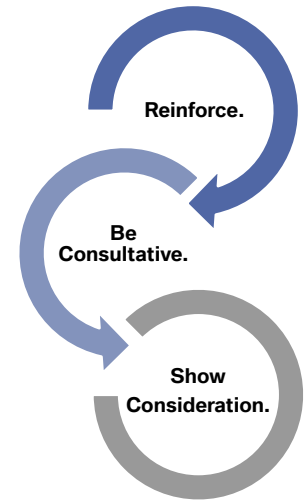 Reinforce.
Be
Consultative.
Show
Consideration.